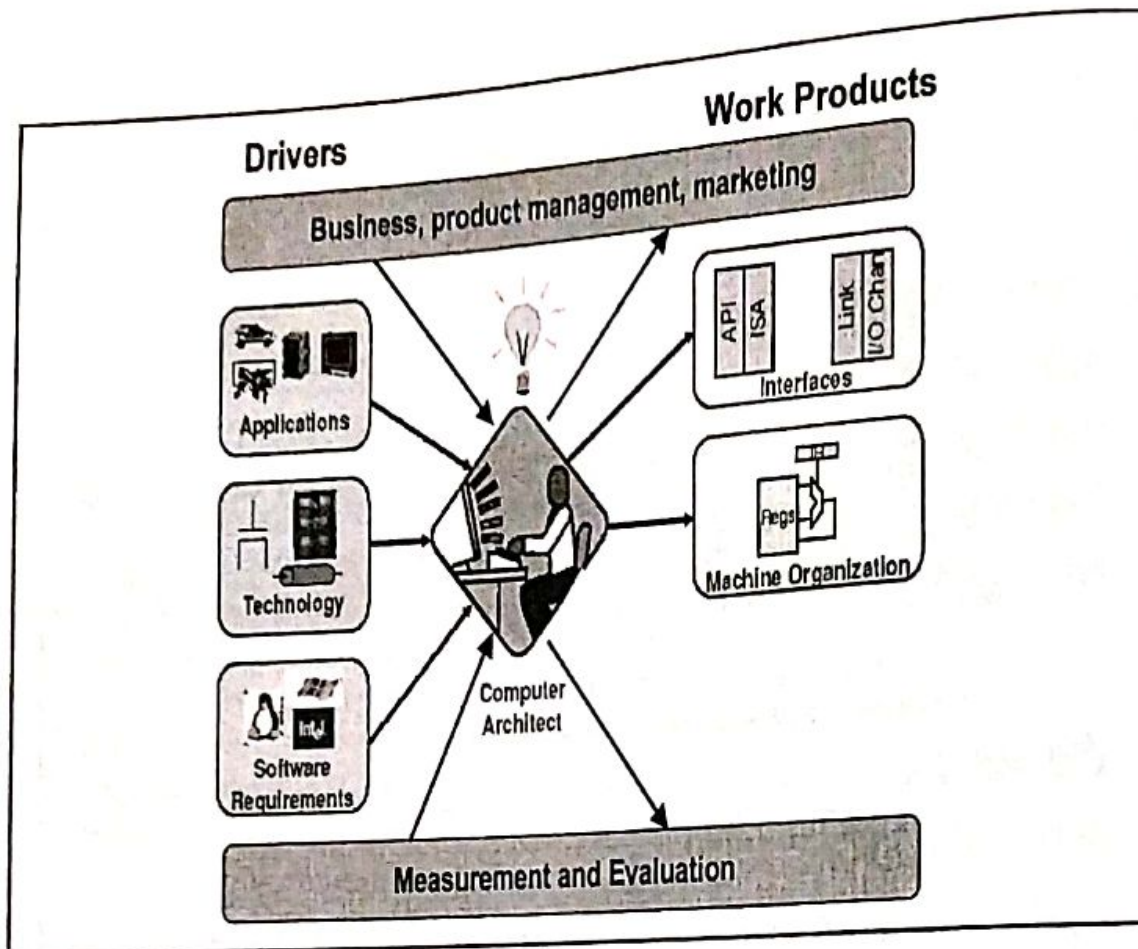 Drivers
Work Products
Business, product management, marketing
Applications
Technology
Software
Requirements
Computer
Architect
API
ISA
Link
I/O Chan
Interfaces
Regs
Machine Organization
Measurement and Evaluation